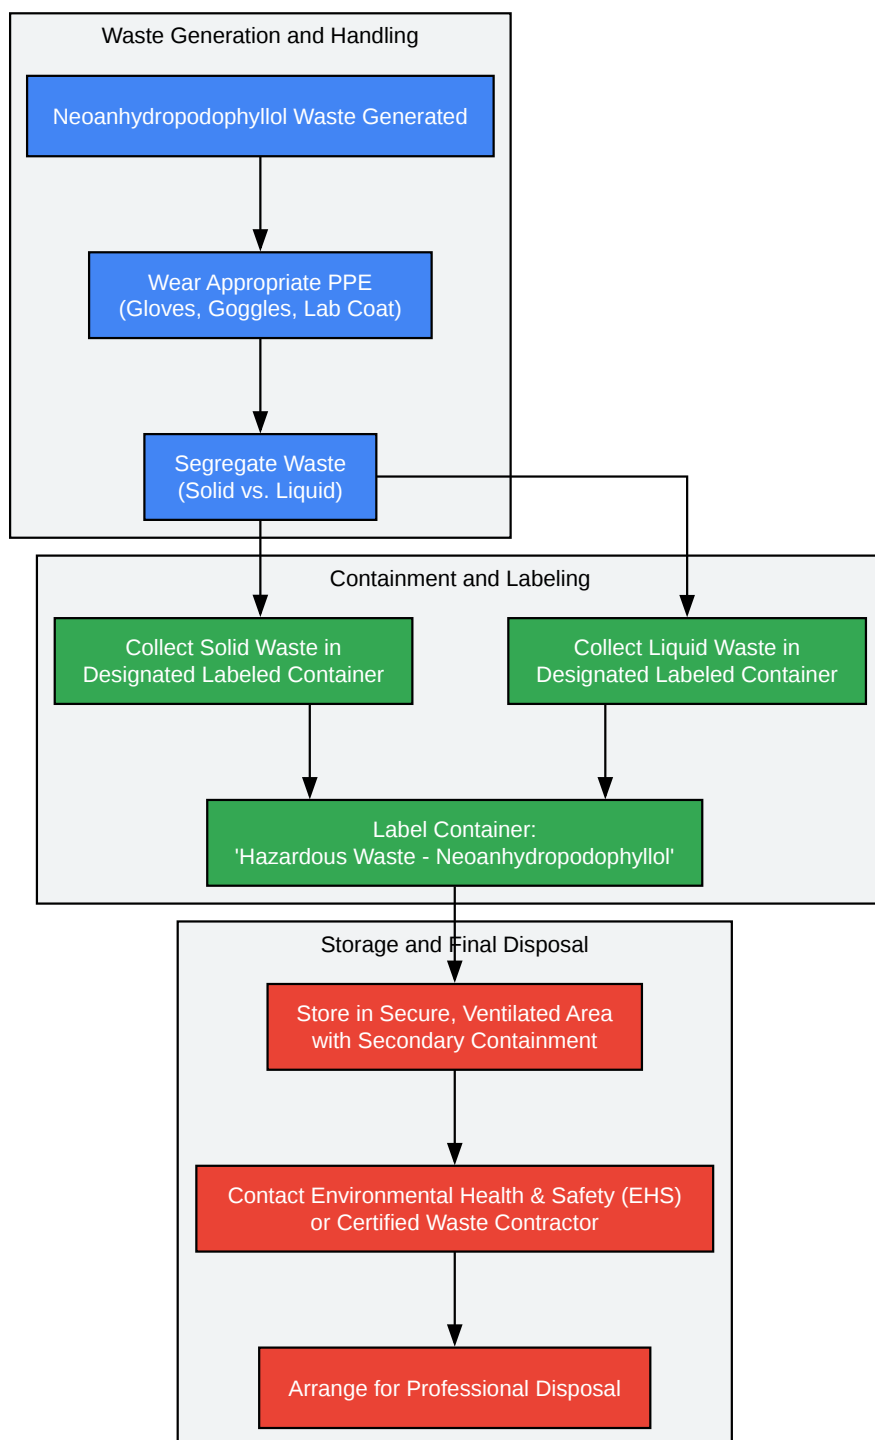 Waste Generation and Handling
Neoanhydropodophyllol Waste Generated
Wear Appropriate PPE
(Gloves, Goggles, Lab Coat)
Segregate Waste
(Solid vs. Liquid)
Containment and Labeling
Collect Solid Waste in
Designated Labeled Container
Collect Liquid Waste in
Designated Labeled Container
Label Container:
'Hazardous Waste - Neoanhydropodophyllol'
Storage and Final Disposal
Store in Secure, Ventilated Area
with Secondary Containment
Contact Environmental Health & Safety (EHS)
or Certified Waste Contractor
Arrange for Professional Disposal